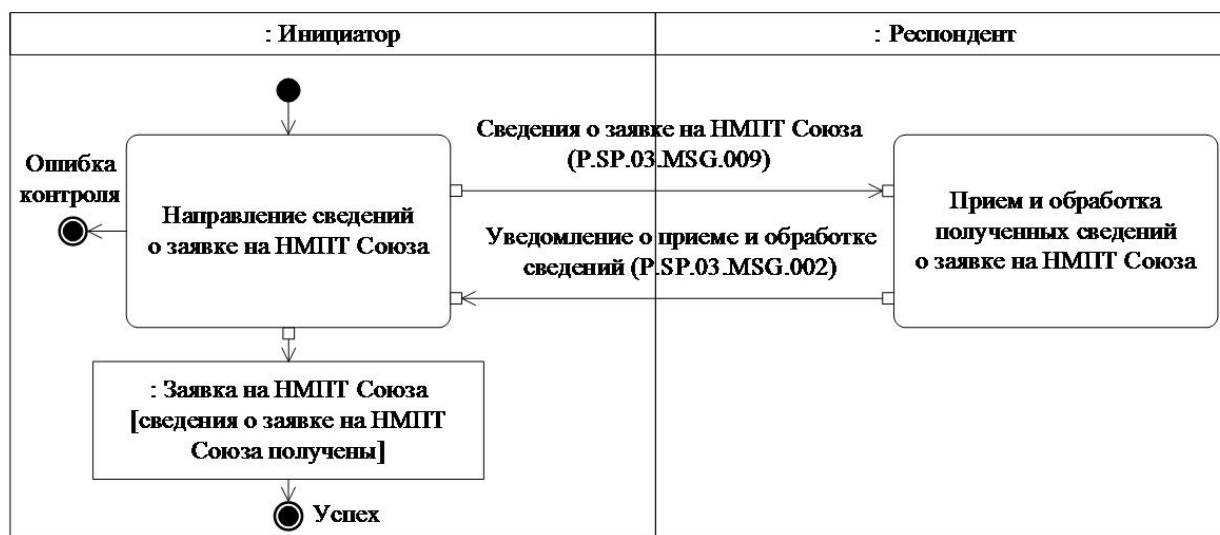 : Инициатор
: Респондент
Ошибка
контроля
Направление сведений
о заявке на НМПТ Союза
Сведения о заявке на НМПТ Союза
(P.SP.03.MSG.009)
Уведомление о приеме и обработке
сведений (P.SP.03.MSG.002)
Прием и обработка
полученных сведений
о заявке на НМПТ Союза
: Заявка на НМПТ Союза
[сведения о заявке на НМПТ
Союза получены]
Успех